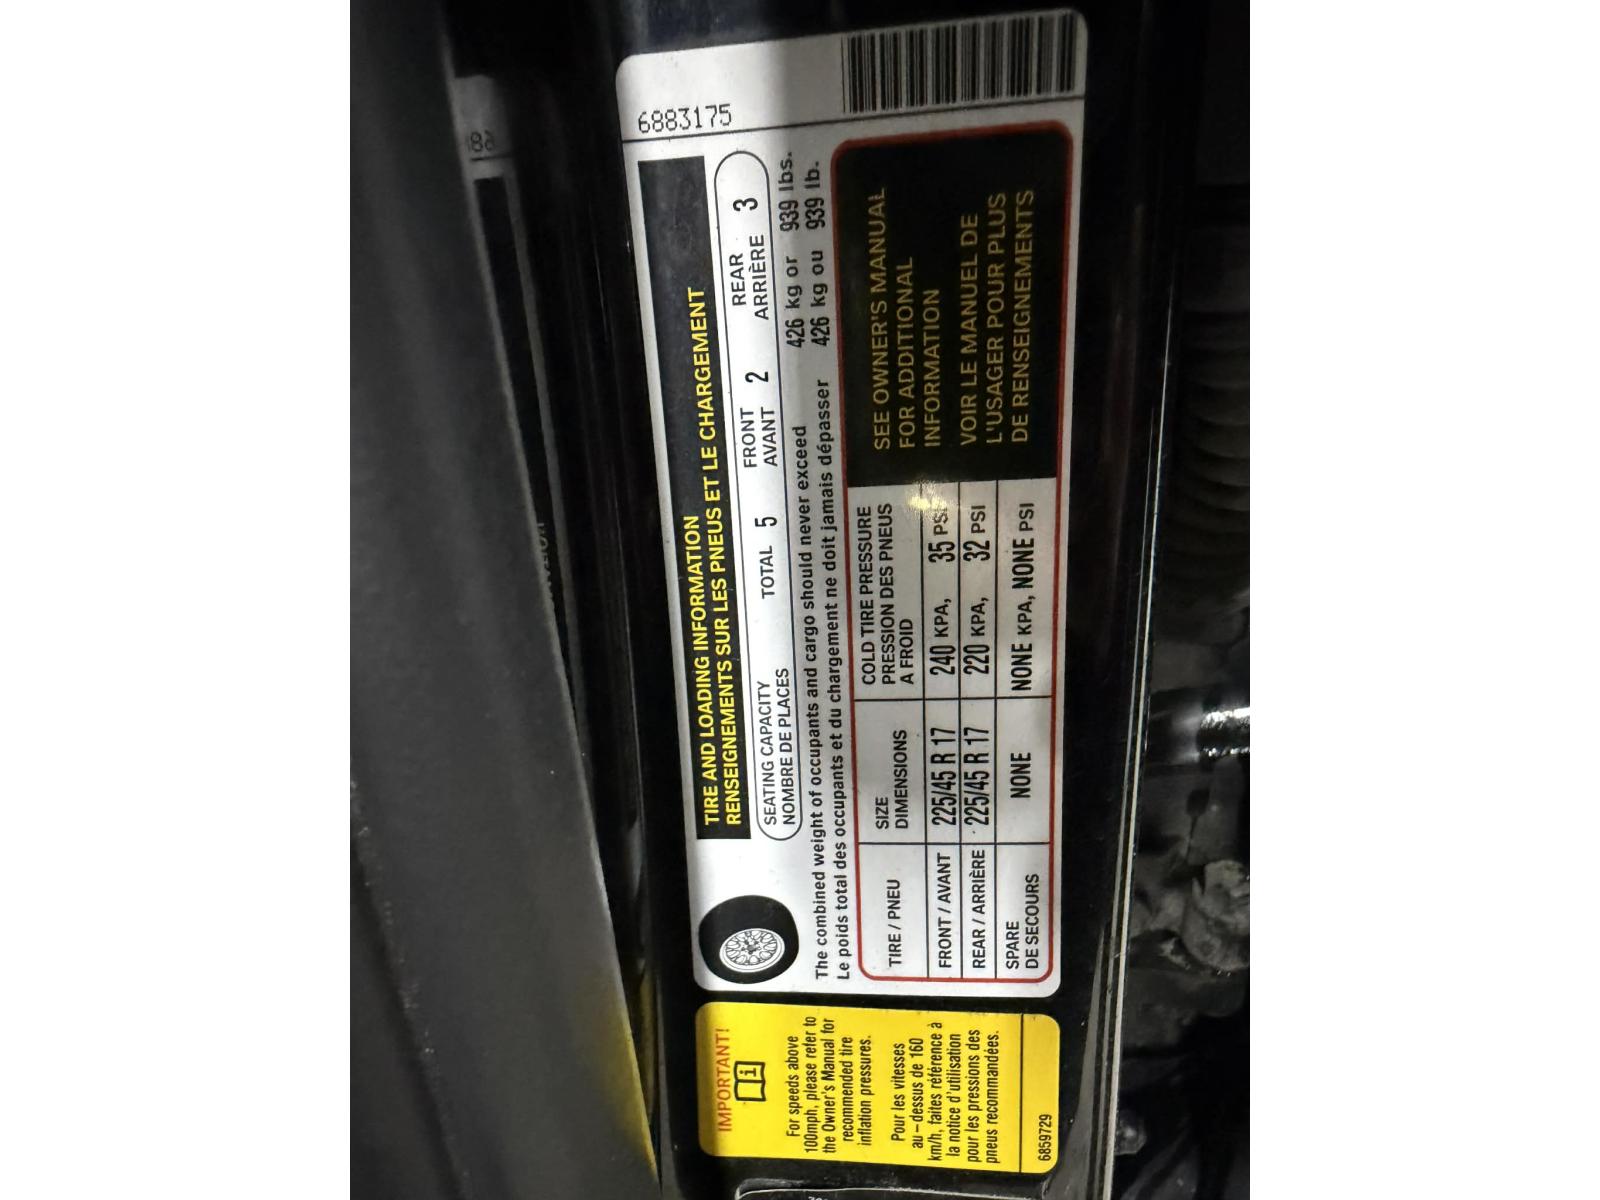 6883175
TIRE AND LOADING INFORMATION
RENSEIGNEMENTS SUR LES PNEUS ET LE CHARGEMENT
SEATING CAPACITY TOTAL 5 FRONT 2 REAR 3
NOMBRE DE PLACES AVANT ARRIÈRE
The combined weight of occupants and cargo should never exceed 426 kg or 939 lbs.
Le poids total des occupants et du chargement ne doit jamais dépasser 426 kg ou 939 lb.
TIRE / PNEU SIZE DIMENSIONS COLD TIRE PRESSURE PRESSION DES PNEUS A FROID
FRONT / AVANT 225/45 R 17 240 KPA, 35 PSI
REAR / ARRIÈRE 225/45 R 17 220 KPA, 32 PSI
SPARE DE SECOURS NONE NONE KPA, NONE PSI
SEE OWNER'S MANUAL
FOR ADDITIONAL
INFORMATION
VOIR LE MANUEL DE
L'USAGER POUR PLUS
DE RENSEIGNEMENTS
IMPORTANT!
i
For speeds above
100mph, please refer to
the Owner's Manual for
recommended tire
inflation pressures.
Pour les vitesses
au-dessus de 160
km/h, faites référence à
la notice d'utilisation
pour les pressions des
pneus recommandées.
6859729